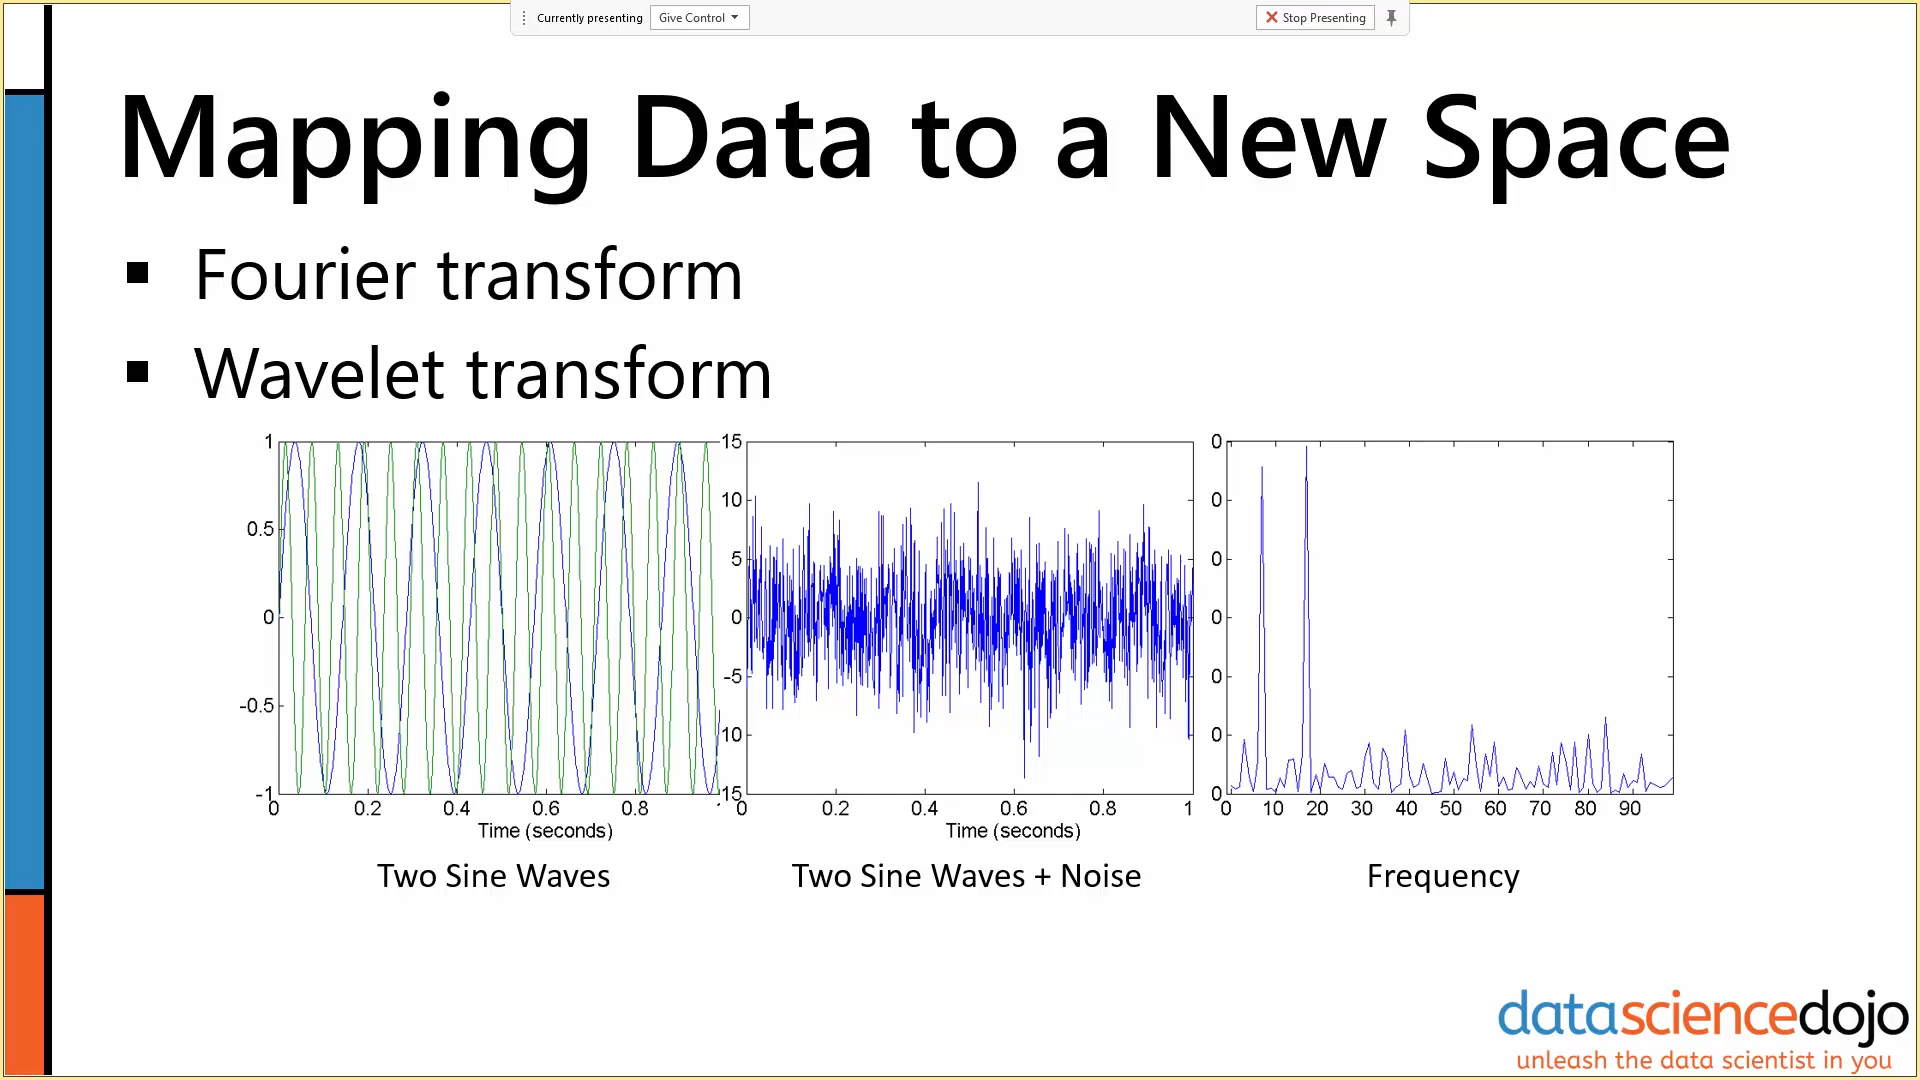 Currently presenting
Give Control
Stop Presenting
Mapping Data to a New Space
Fourier transform
Wavelet transform
1
0.5
0
-0.5
-1
0 0.2 0.4 0.6 0.8
Time (seconds)
Two Sine Waves
15
10
5
0
-5
10
15
0 0.2 0.4 0.6 0.8 1
Time (seconds)
Two Sine Waves + Noise
0
0
0
0
0
0
0
0 10 20 30 40 50 60 70 80 90
Frequency
datasciencedojo
unleash the data scientist in you